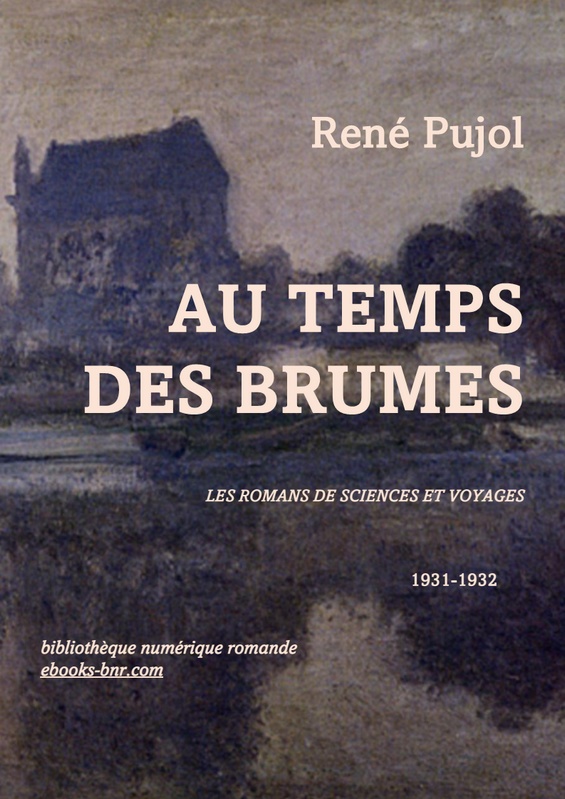 René Pujol
AU TEMPS
DES BRUMES
LES ROMANS DE SCIENCES ET VOYAGES
1931-1932
bibliothèque numérique romande
ebooks-bnr.com